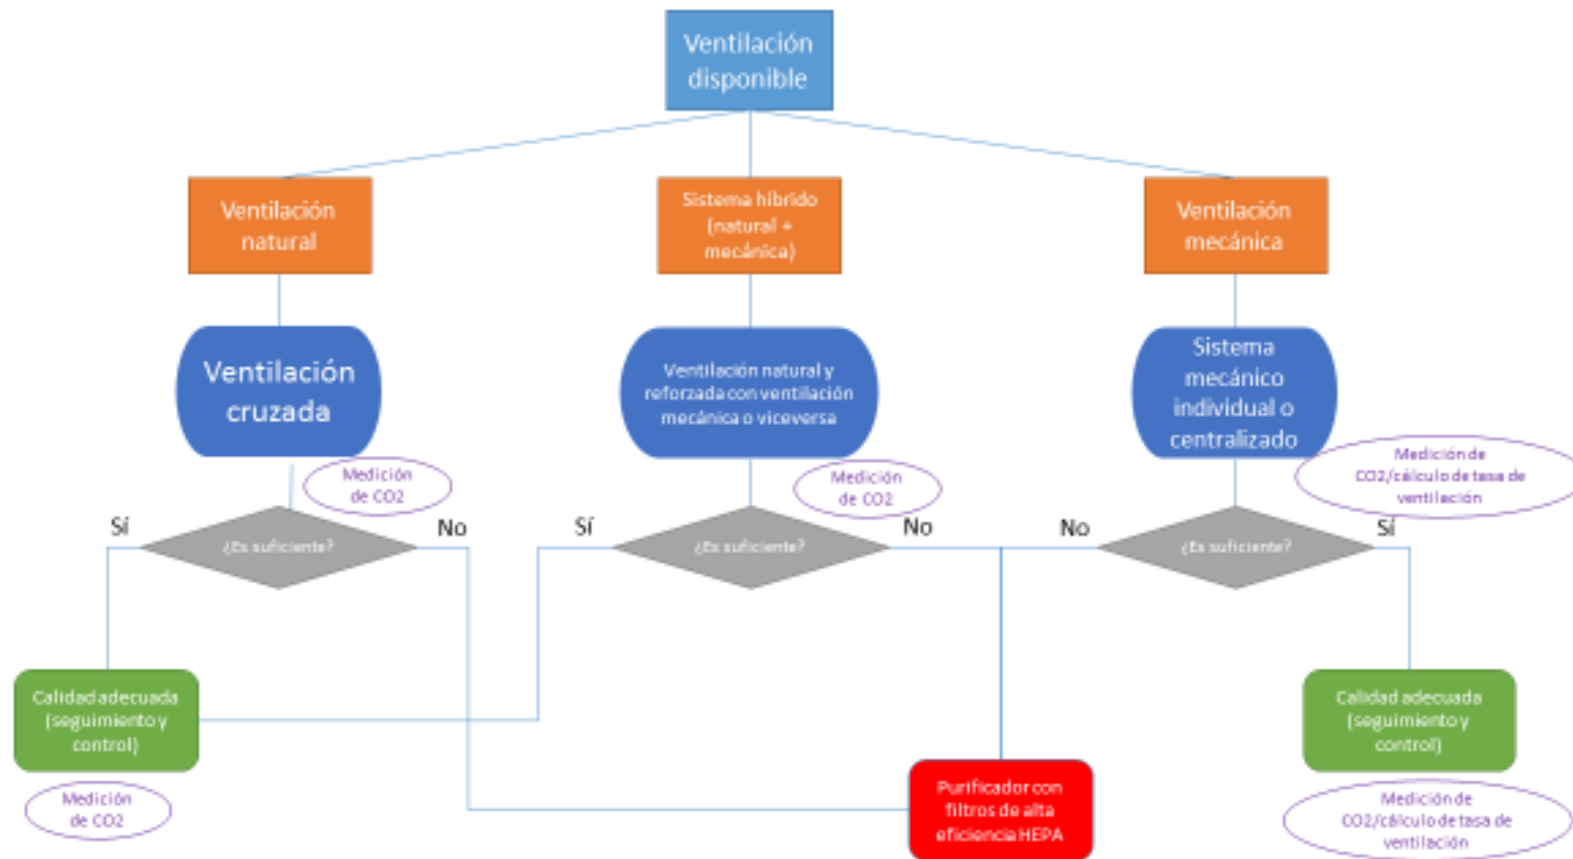 Ventilación
disponible
Ventilación
natural
Sistema híbrido
(natural +
mecánica)
Ventilación
mecánica
Ventilación
cruzada
Ventilación natural y
reforzada con ventilación
mecánica o viceversa
Sistema
mecánico
individual o
centralizado
Medición
de CO2
Medición
de CO2
Medición de
CO2/cálculo de tasa de
ventilación
Sí
¿Es suficiente?
No
Sí
¿Es suficiente?
No
No
¿Es suficiente?
Sí
Calidad adecuada
(seguimiento y
control)
Calidad adecuada
(seguimiento y
control)
Purificador con
filtros de alta
eficiencia HEPA
Medición
de CO2
Medición de
CO2/cálculo de tasa de
ventilación